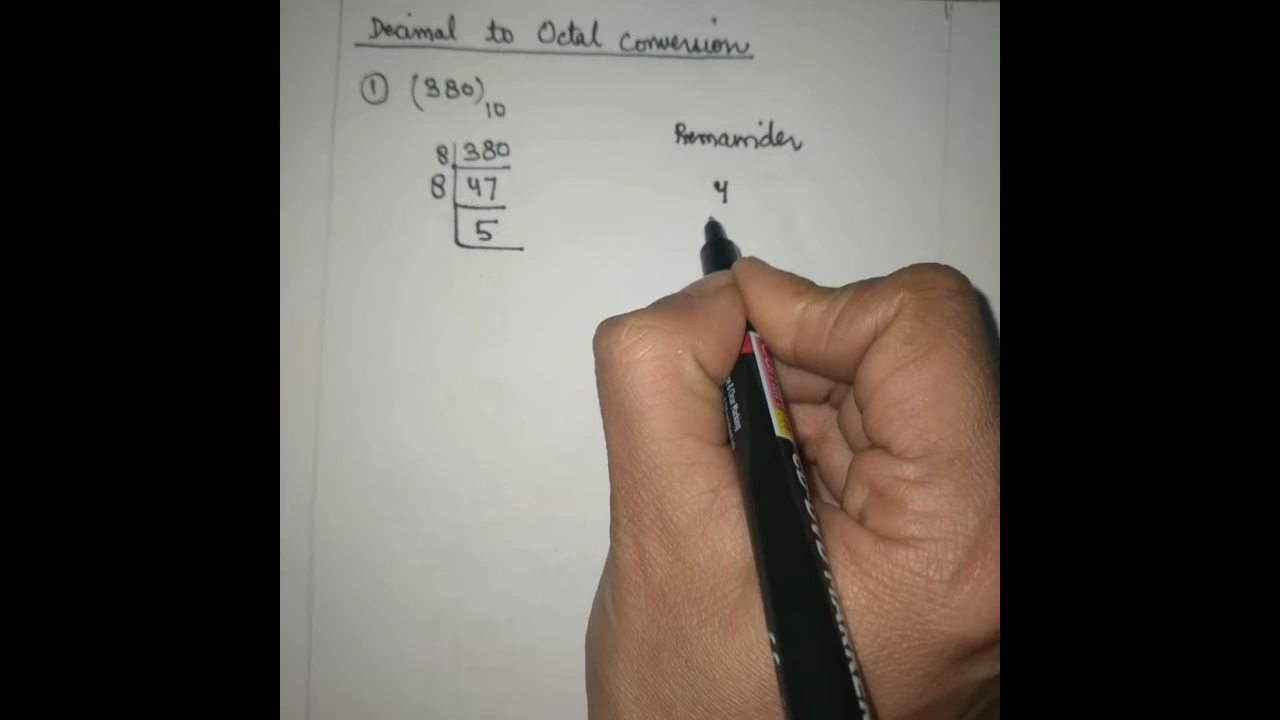 Decimal to Octal Conversion
① (380)10
Remainder
8 380
8 47 4
5